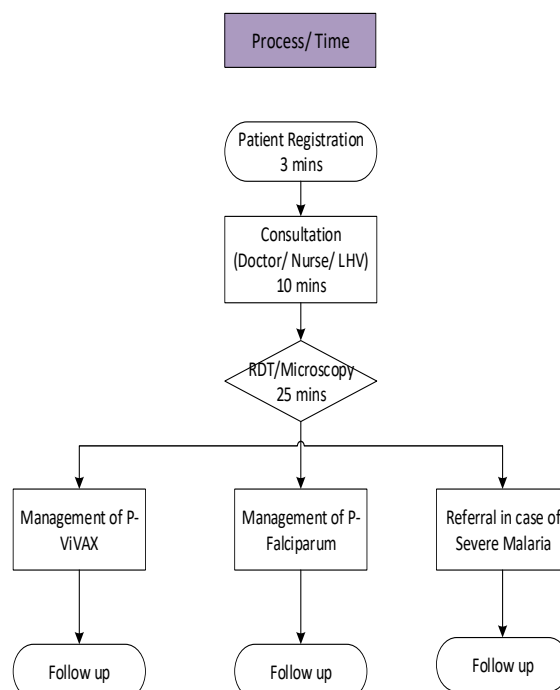 Process/ Time
Patient Registration
3 mins
Consultation
(Doctor/ Nurse/ LHV)
10 mins
RDT/Microscopy
25 mins
Management of P-
ViVAX
Management of P-
Falciparum
Referral in case of
Severe Malaria
Follow up
Follow up
Follow up